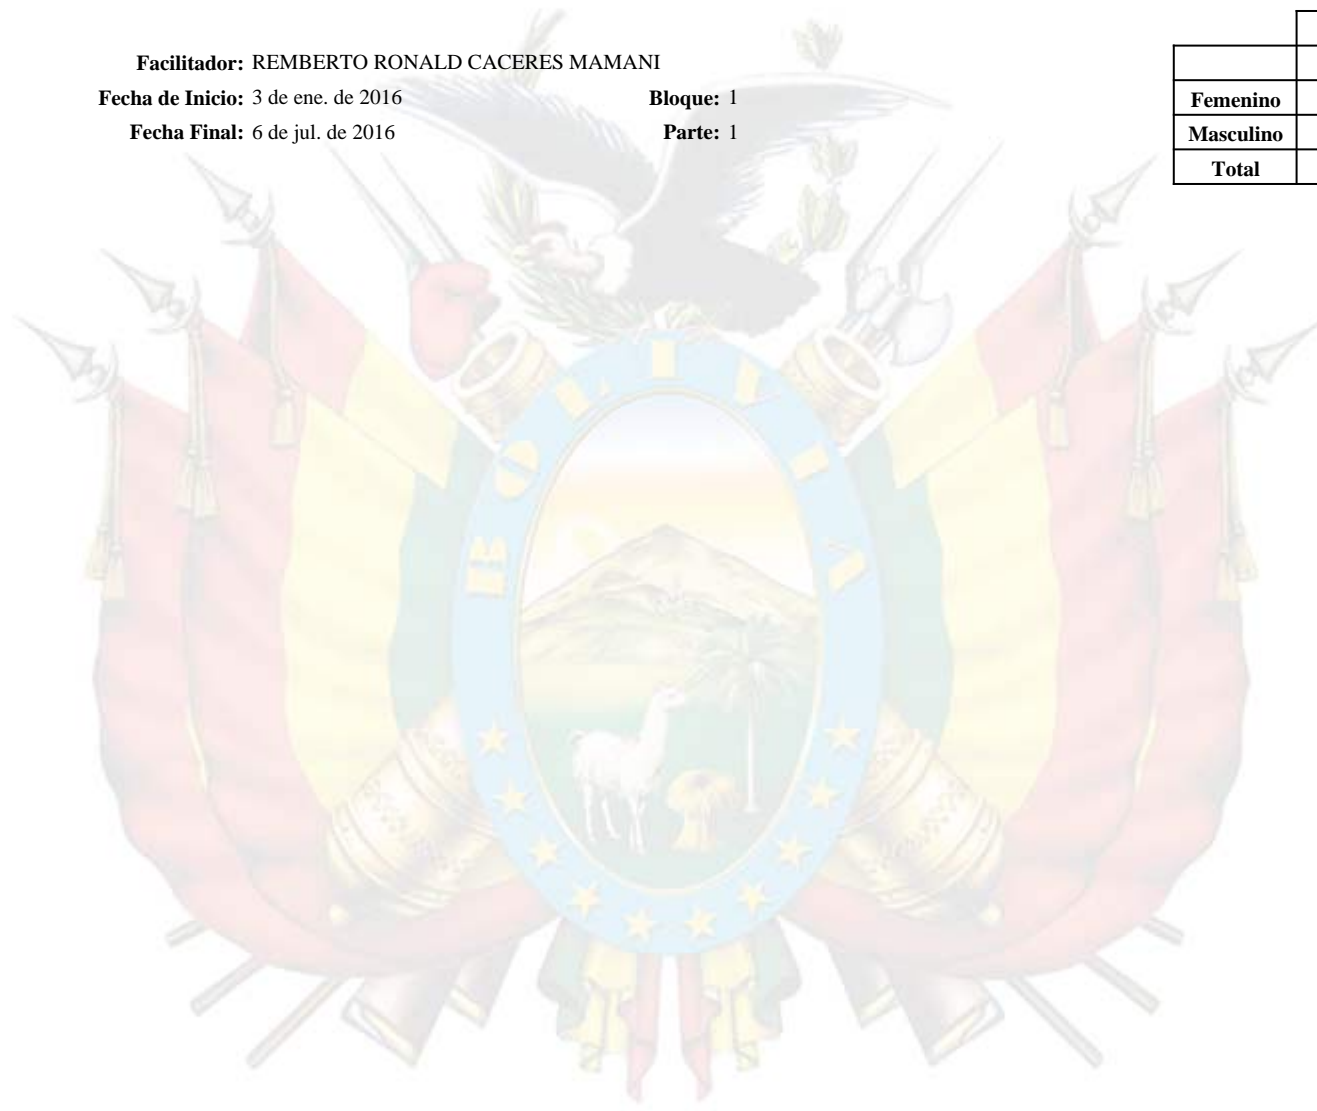 Facilitador: REMBERTO RONALD CACERES MAMANI
Fecha de Inicio: 3 de ene. de 2016 Bloque: 1
Fecha Final: 6 de jul. de 2016 Parte: 1
Femenino
Masculino
Total
BOLIVIA